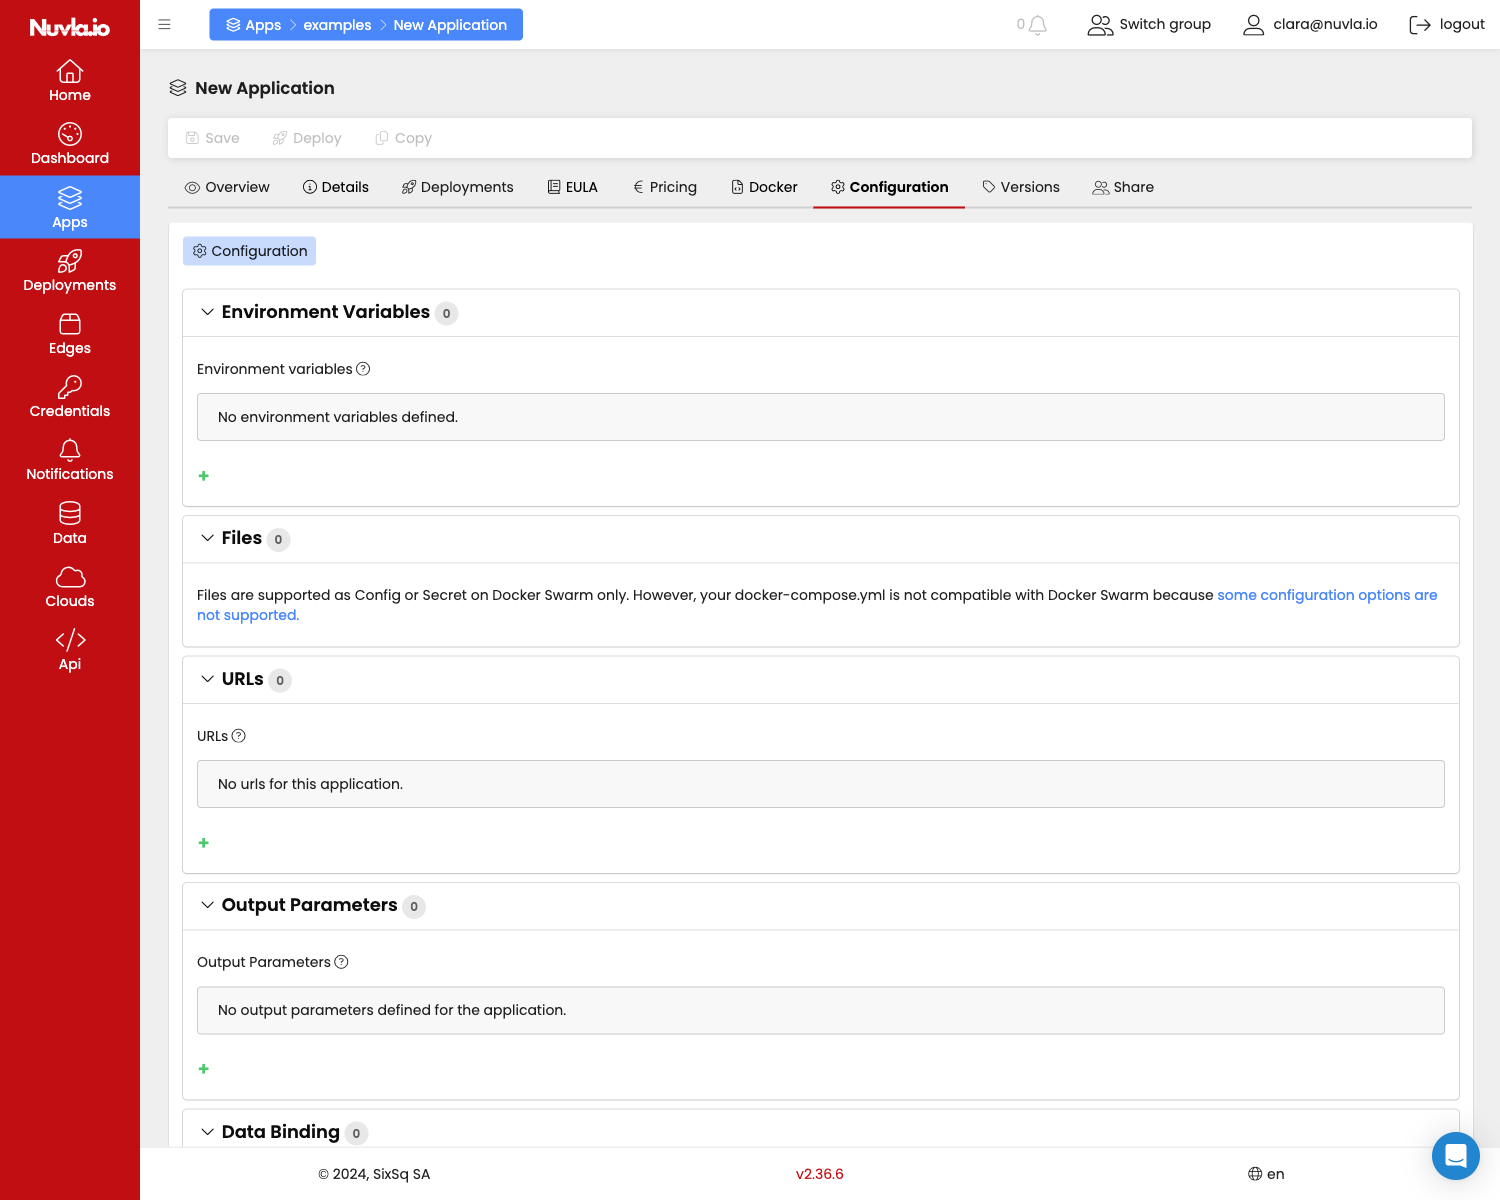 Nuvla.io
Apps examples New Application
0
Switch group
clara@nuvla.io
logout
Home
Dashboard
Apps
Deployments
Edges
Credentials
Notifications
Data
Clouds
Api
New Application
Save Deploy Copy
Overview Details Deployments EULA € Pricing Docker Configuration Versions Share
Configuration
Environment Variables 0
Environment variables ?
No environment variables defined.
+
Files 0
Files are supported as Config or Secret on Docker Swarm only. However, your docker-compose.yml is not compatible with Docker Swarm because some configuration options are
not supported.
URLs 0
URLs ?
No urls for this application.
+
Output Parameters 0
Output Parameters ?
No output parameters defined for the application.
+
Data Binding 0
© 2024, SixSq SA
v2.36.6
en